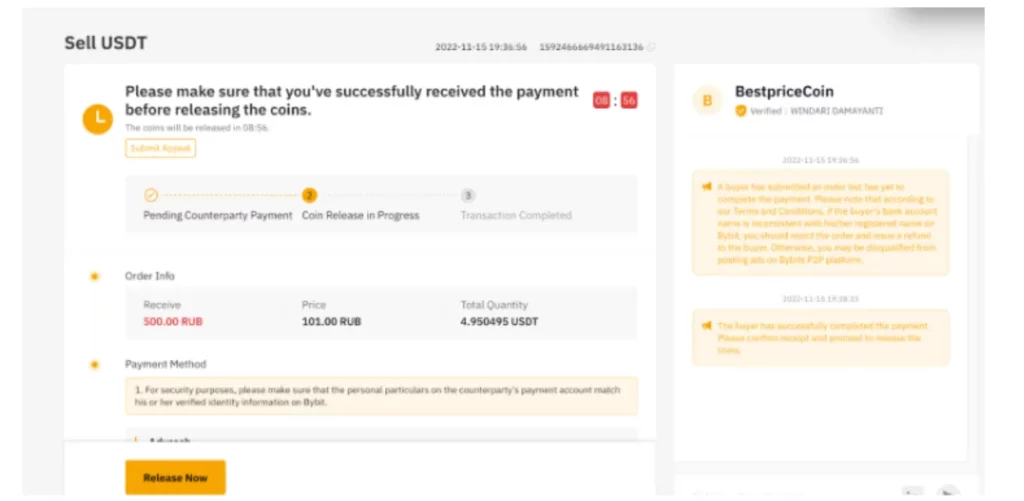 Sell USDT
2022-11-15 19:36:56 1592466669491163136
Please make sure that you've successfully received the payment
before releasing the coins.
08 : 56
The coins will be released in 08:56.
Submit Appeal
2
3
Pending Counterparty Payment
Coin Release in Progress
Transaction Completed
Order Info
Receive
Price
Total Quantity
500.00 RUB
101.00 RUB
4.950495 USDT
Payment Method
1. For security purposes, please make sure that the personal particulars on the counterparty's payment account match
his or her verified identity information on Bybit.
Release Now
B
BestpriceCoin
Verified : WINDARI DAMAYANTI
2022-11-15 19:36:56
A buyer has submitted an order but has yet to
complete the payment. Please note that according to
our Terms and Conditions, if the buyer's bank account
name is inconsistent with his/her registered name on
Bybit, you should reject the order and issue a refund
to the buyer. Otherwise, you may be disqualified from
posting ads on Bybit's P2P platform.
2022-11-15 19:38:33
The buyer has successfully completed the payment.
Please confirm receipt and proceed to release the
coins.